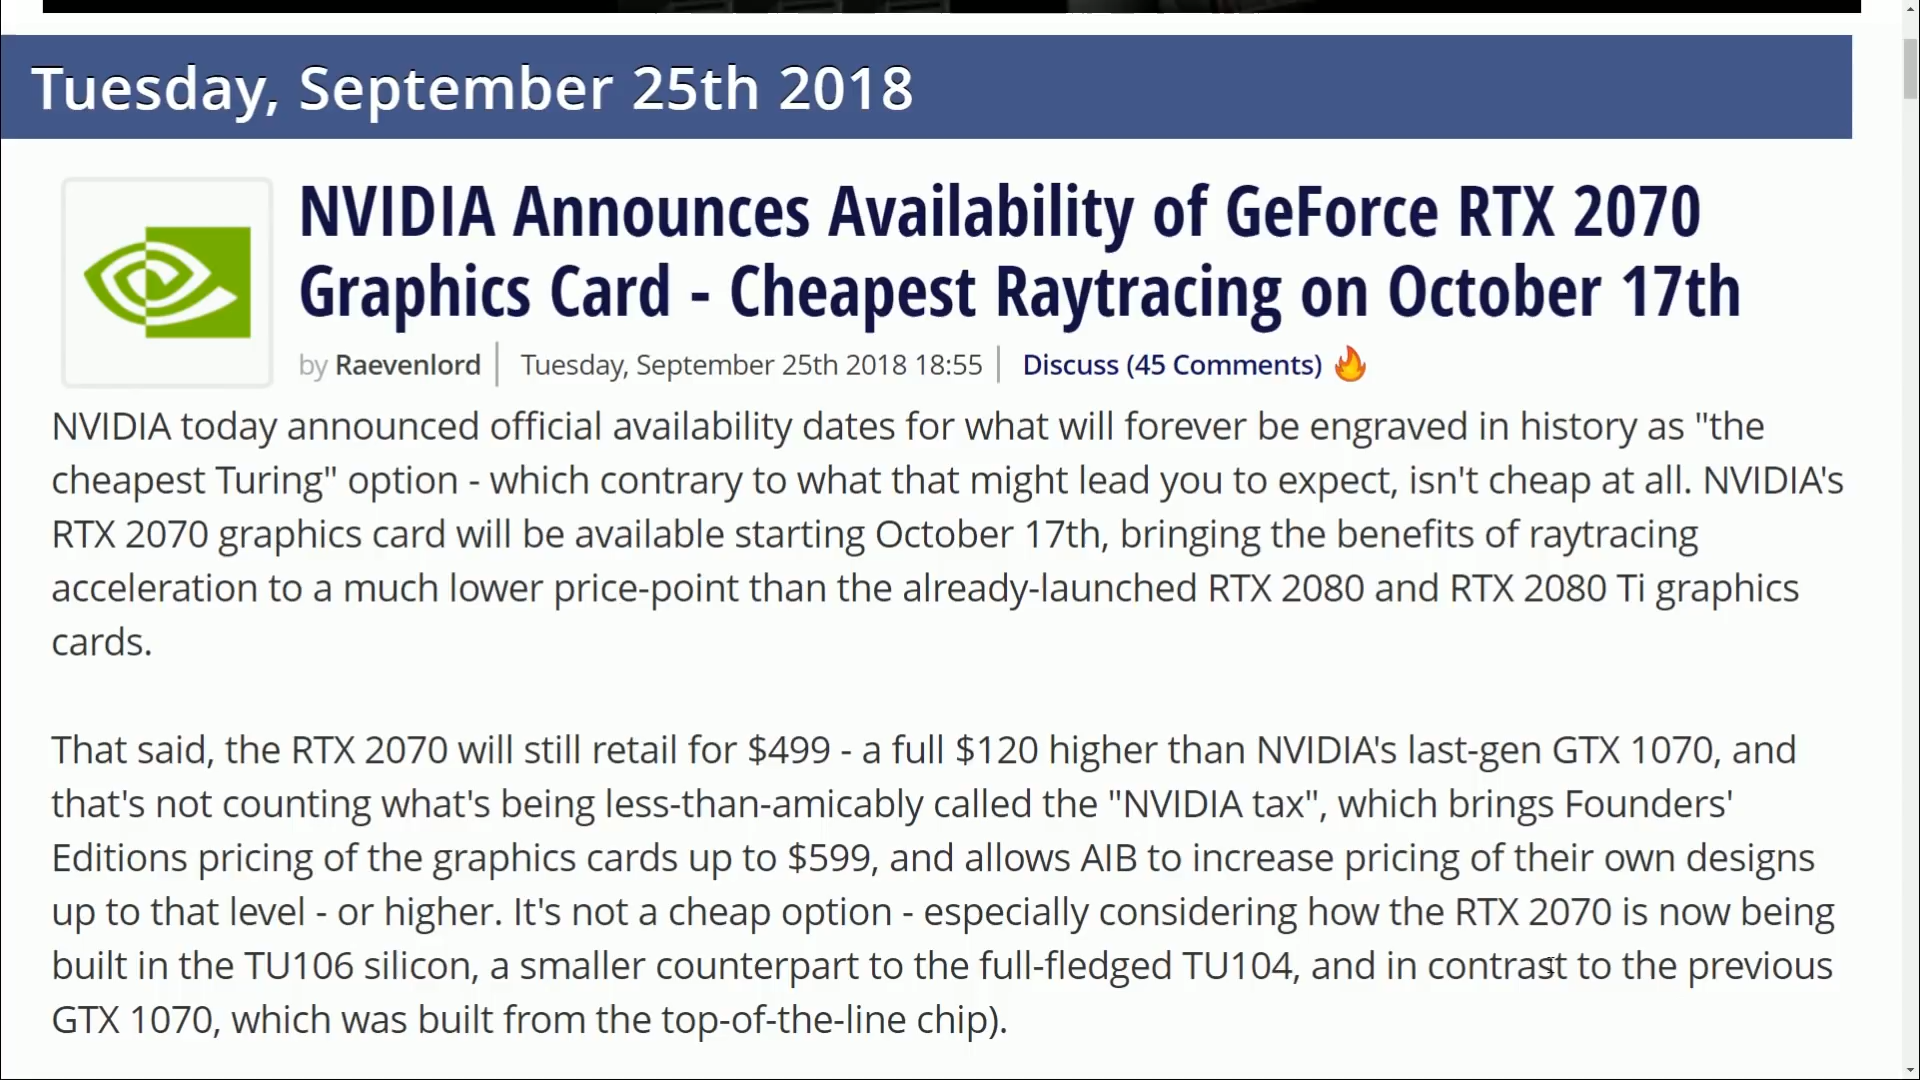 Tuesday, September 25th 2018
NVIDIA Announces Availability of GeForce RTX 2070
Graphics Card - Cheapest Raytracing on October 17th
by Raevenlord | Tuesday, September 25th 2018 18:55 | Discuss (45 Comments)
NVIDIA today announced official availability dates for what will forever be engraved in history as "the
cheapest Turing" option - which contrary to what that might lead you to expect, isn't cheap at all. NVIDIA's
RTX 2070 graphics card will be available starting October 17th, bringing the benefits of raytracing
acceleration to a much lower price-point than the already-launched RTX 2080 and RTX 2080 Ti graphics
cards.
That said, the RTX 2070 will still retail for $499 - a full $120 higher than NVIDIA's last-gen GTX 1070, and
that's not counting what's being less-than-amicably called the "NVIDIA tax", which brings Founders'
Editions pricing of the graphics cards up to $599, and allows AIB to increase pricing of their own designs
up to that level - or higher. It's not a cheap option - especially considering how the RTX 2070 is now being
built in the TU106 silicon, a smaller counterpart to the full-fledged TU104, and in contrast to the previous
GTX 1070, which was built from the top-of-the-line chip).